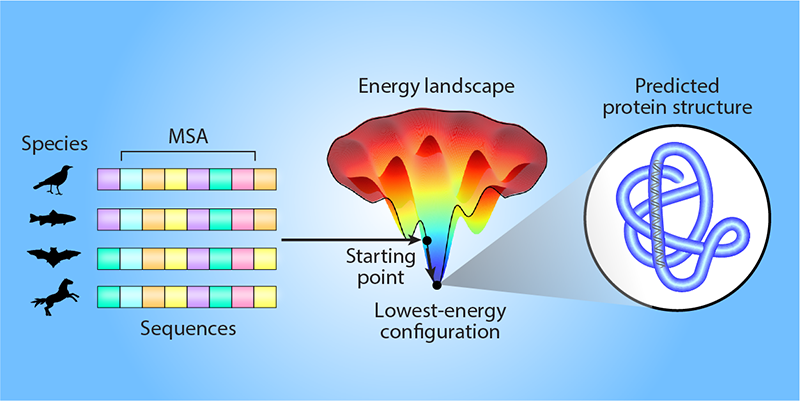 Species
MSA
Sequences
Energy landscape
Starting
point
Lowest-energy
configuration
Predicted
protein structure